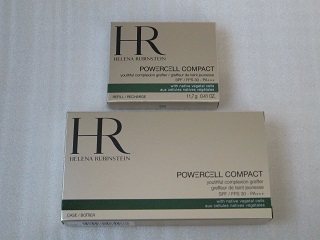 HR
HELENA RUBINSTEIN
POWERCELL COMPACT
youthful complexion grafter / greffeur de teint jeunesse
SPF / FPS 30 - PA+++
with native vegetal cells
aux cellules natives végétales
REFILL / RECHARGE
11.7 g 0.41 OZ.
HR
HELENA RUBINSTEIN
POWERCELL COMPACT
youthful complexion grafter
greffeur de teint jeunesse
SPF / FPS 30 - PA+++
with native vegetal cells
aux cellules natives végétales
CASE / BOITIER